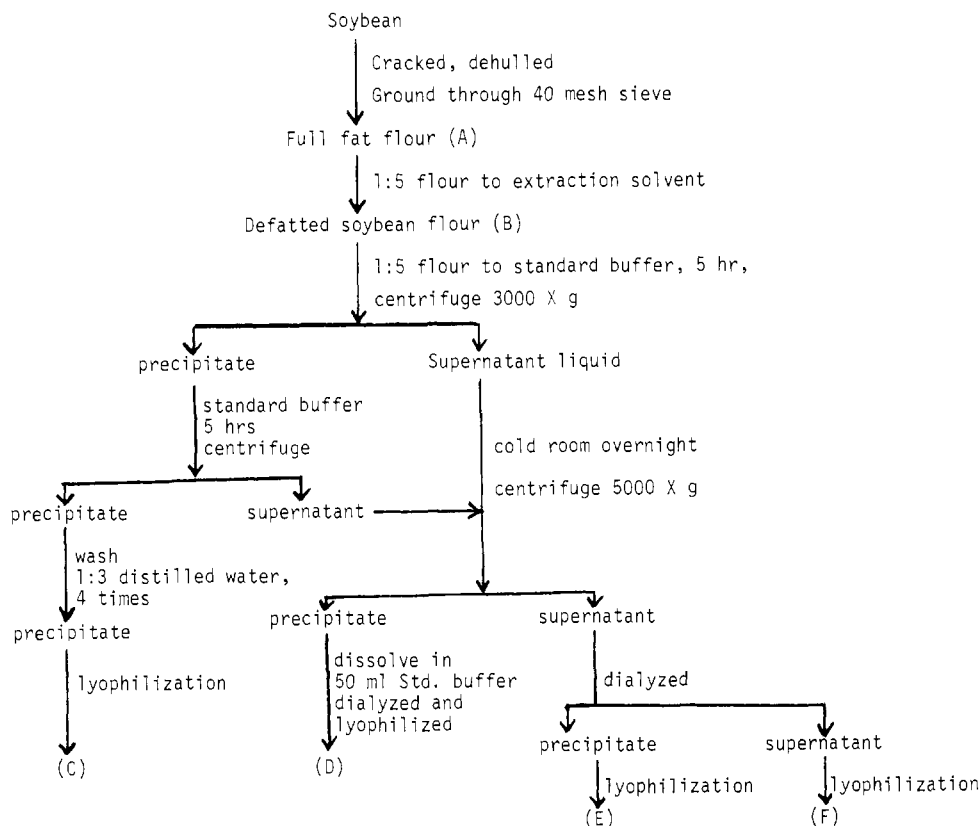 Soybean
Cracked, dehulled
Ground through 40 mesh sieve
Full fat flour (A)
1:5 flour to extraction solvent
Defatted soybean flour (B)
1:5 flour to standard buffer, 5 hr,
centrifuge 3000 X g
precipitate
Supernatant liquid
standard buffer
5 hrs
centrifuge
cold room overnight
centrifuge 5000 X g
precipitate
supernatant
wash
1:3 distilled water,
4 times
precipitate
supernatant
precipitate
dissolve in
50 ml Std. buffer
dialyzed and
lyophilized
dialyzed
lyophilization
precipitate
supernatant
(C)
(D)
lyophilization
lyophilization
(E)
(F)